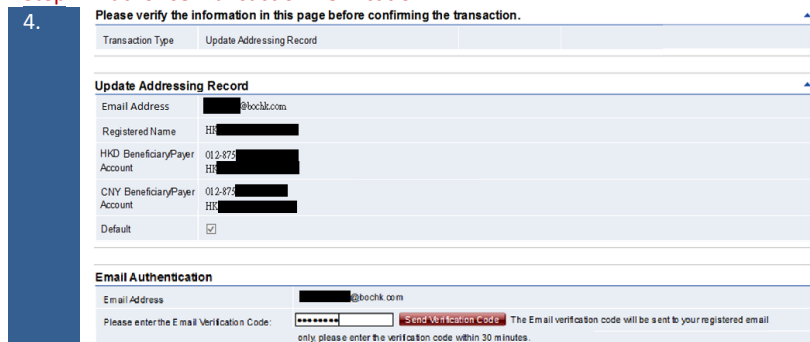 4.
Please verify the information in this page before confirming the transaction.
Transaction Type Update Addressing Record
Update Addressing Record
Email Address @bochk.com
Registered Name HK
HKD Beneficiary/Payer 012-875
Account HK
CNY Beneficiary/Payer 012-875
Account HK
Default
Email Authentication
Email Address @bochk.com
Please enter the Email Verification Code: Send Verification Code The Email verification code will be sent to your registered email
only, please enter the verification code within 30 minutes.